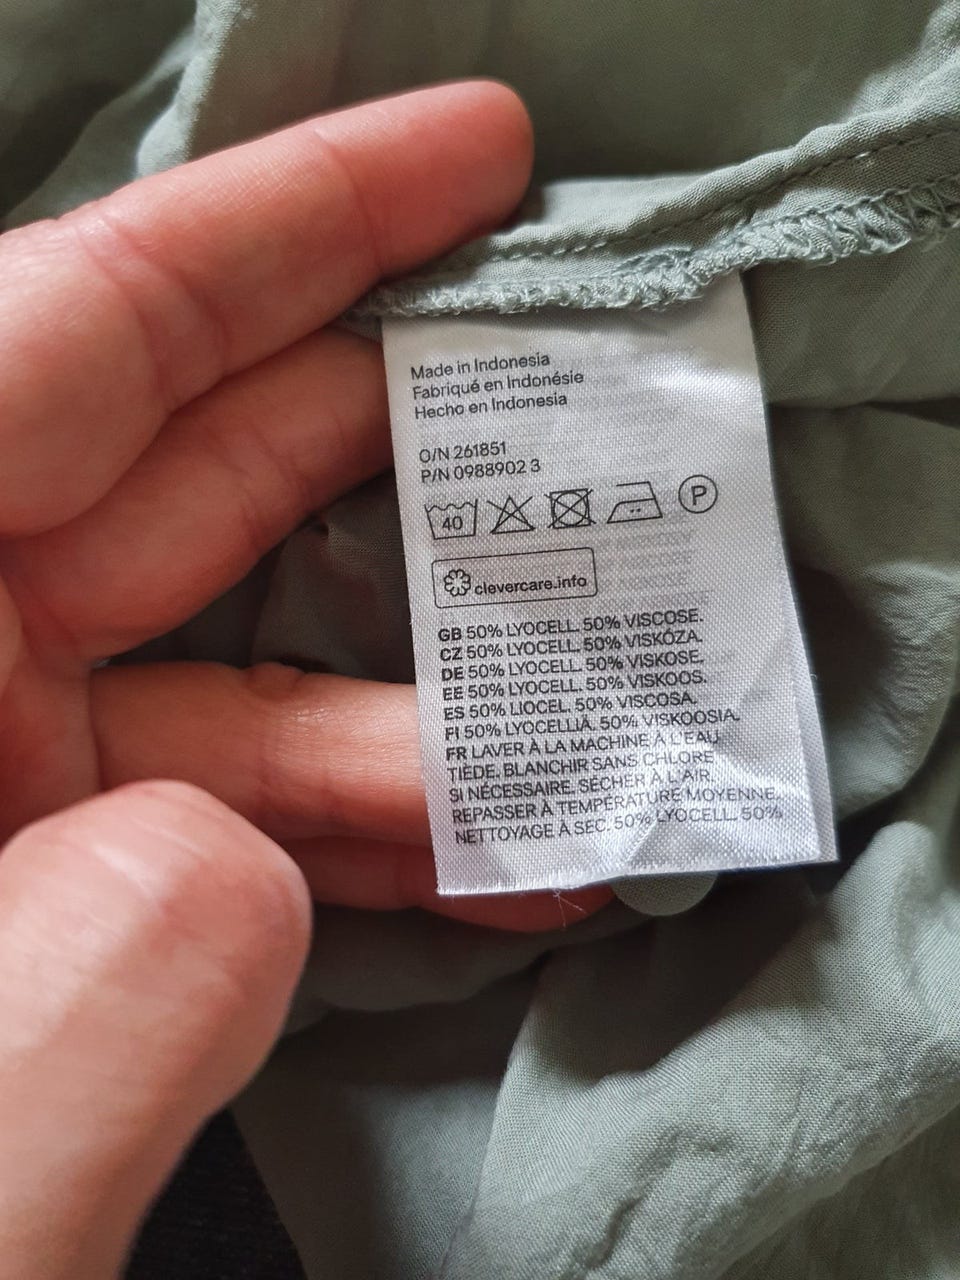 Made in Indonesia
Fabriqué en Indonésie
Hecho en Indonesia
O/N 261851
P/N 0988902 3
40 P
clevercare.info
GB 50% LYOCELL. 50% VISCOSE.
CZ 50% LYOCELL. 50% VISKÓZA.
DE 50% LYOCELL. 50% VISKOSE.
EE 50% LYOCELL. 50% VISKOOS.
ES 50% LIOCEL. 50% VISCOSA.
FI 50% LYOCELLIÄ. 50% VISKOOSIA.
FR LAVER À LA MACHINE À L'EAU
TIÈDE. BLANCHIR SANS CHLORE
SI NÉCESSAIRE. SÉCHER À L'AIR.
REPASSER À TEMPÉRATURE MOYENNE.
NETTOYAGE À SEC. 50% LYOCELL. 50%